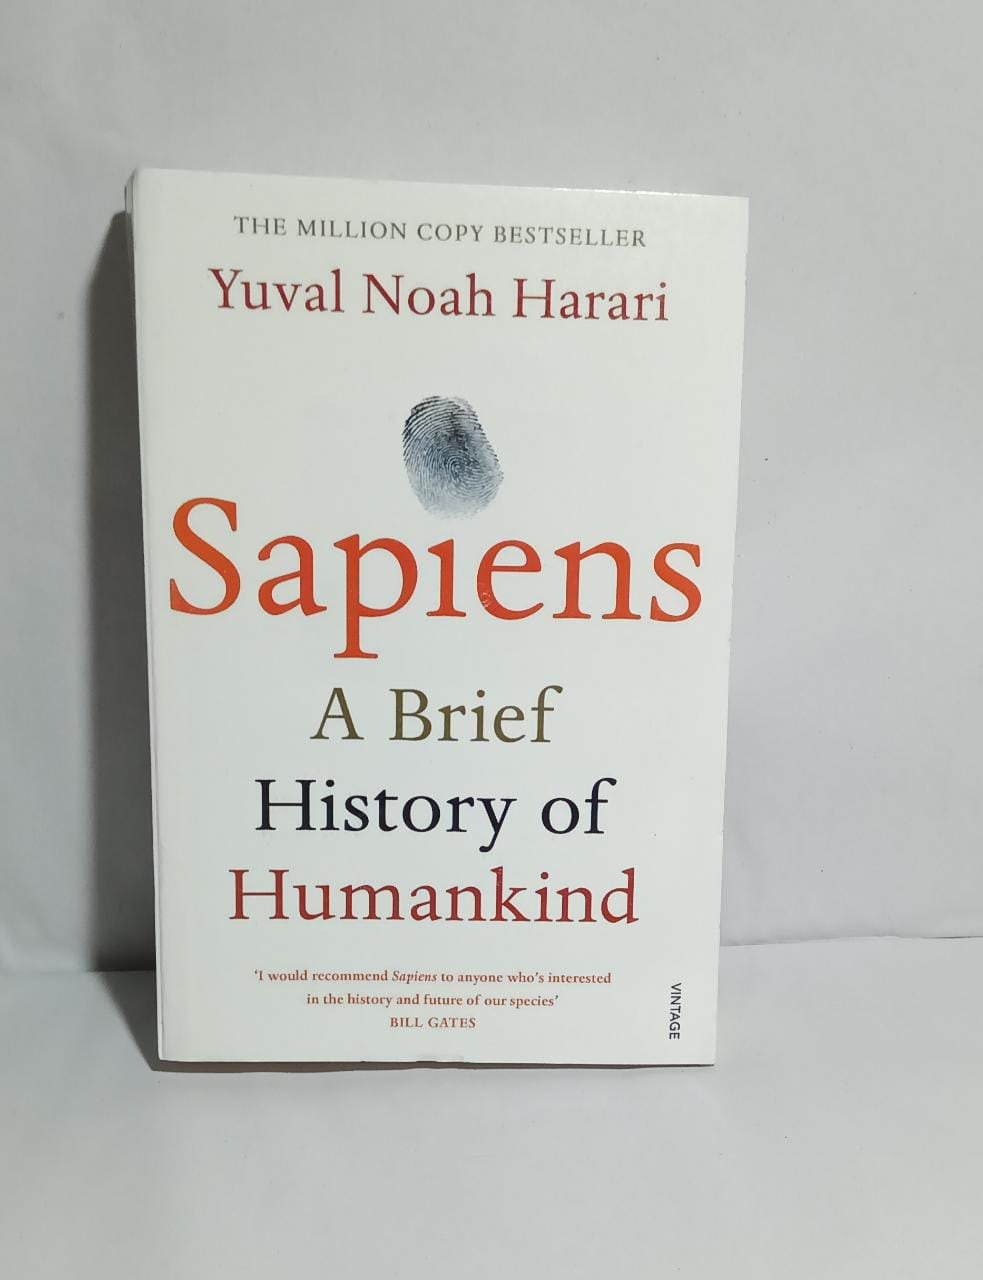 THE MILLION COPY BESTSELLER
Yuval Noah Harari
Sapiens
A Brief
History of
Humankind
'I would recommend Sapiens to anyone who's interested
in the history and future of our species'
BILL GATES
VINTAGE